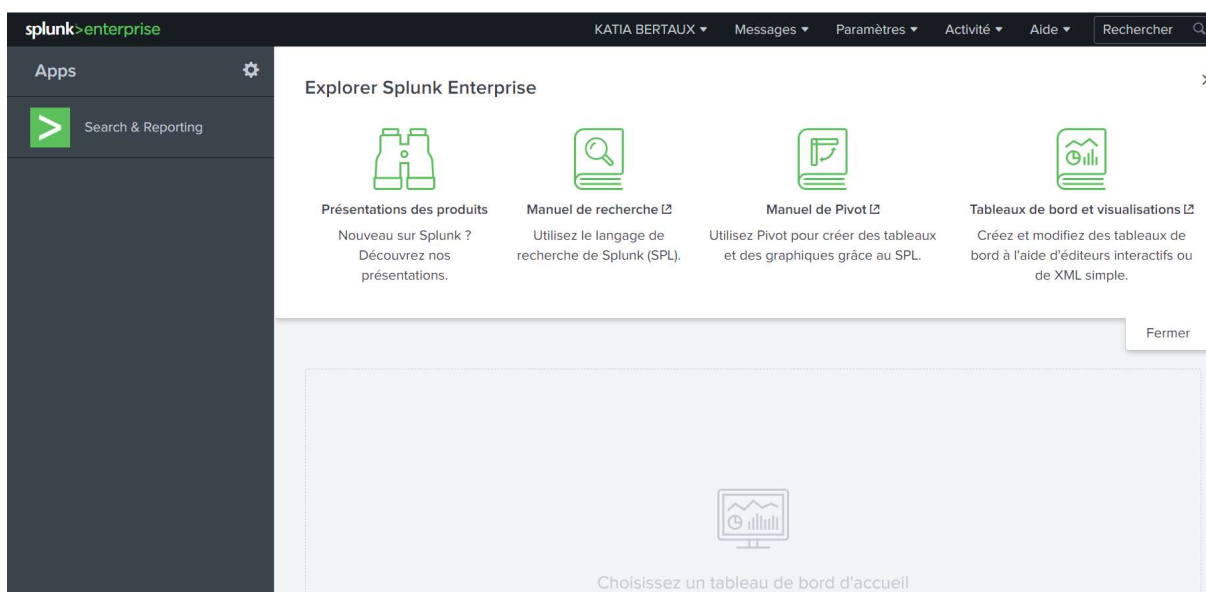 splunk>enterprise
KATIA BERTAUX Messages Paramètres Activité Aide Rechercher
Apps
Search & Reporting
Explorer Splunk Enterprise
Présentations des produits
Nouveau sur Splunk ?
Découvrez nos
présentations.
Manuel de recherche
Utilisez le langage de
recherche de Splunk (SPL).
Manuel de Pivot
Utilisez Pivot pour créer des tableaux
et des graphiques grâce au SPL.
Tableaux de bord et visualisations
Créez et modifiez des tableaux de
bord à l'aide d'éditeurs interactifs ou
de XML simple.
Fermer
Choisissez un tableau de bord d'accueil